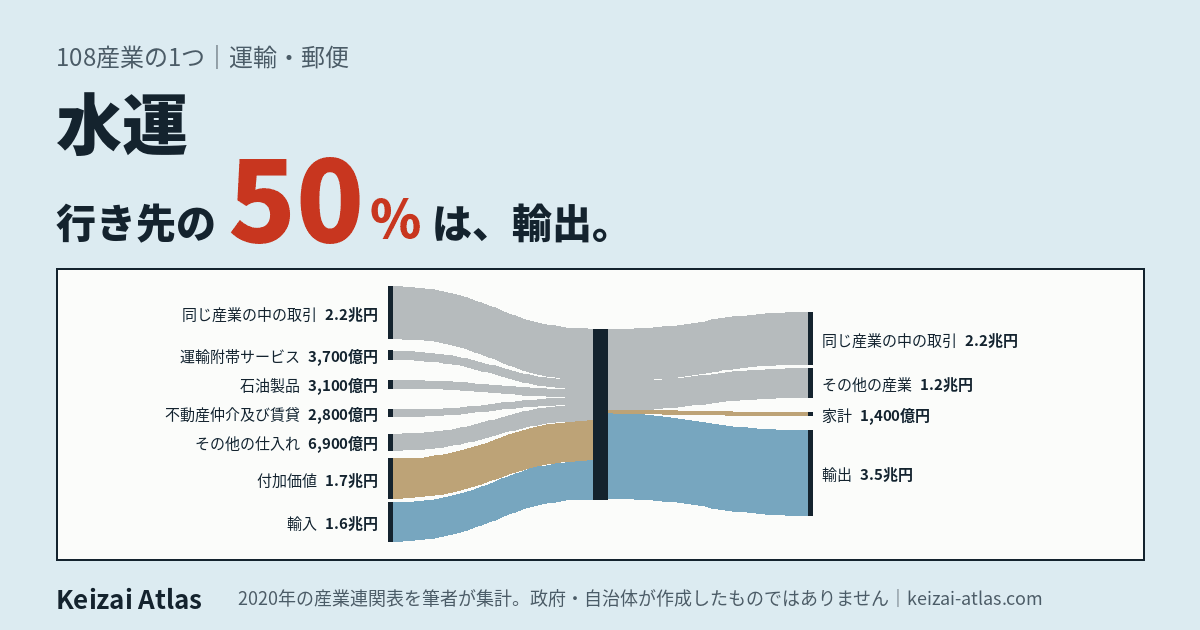 108産業の1つ｜運輸・郵便
水運
行き先の 50% は、輸出。
同じ産業の中の取引 2.2兆円
運輸附帯サービス 3,700億円
石油製品 3,100億円
不動産仲介及び賃貸 2,800億円
その他の仕入れ 6,900億円
付加価値 1.7兆円
輸入 1.6兆円
同じ産業の中の取引 2.2兆円
その他の産業 1.2兆円
家計 1,400億円
輸出 3.5兆円
Keizai Atlas
2020年の産業連関表を筆者が集計。政府・自治体が作成したものではありません｜keizai-atlas.com